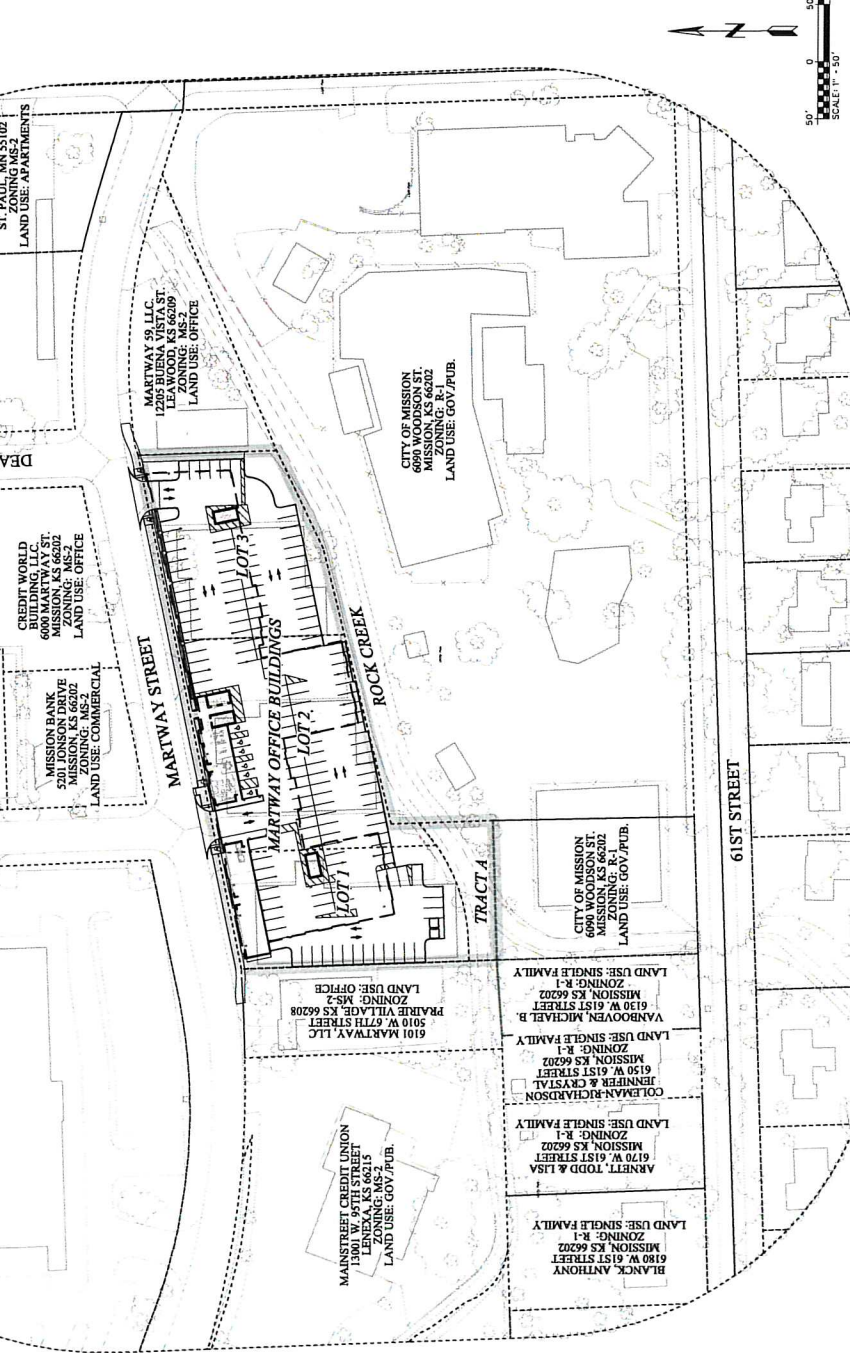 ST. PAUL, MN 55102
ZONING MS-2
LAND USE: APARTMENTS
DEA
CREDIT WORLD
BUILDING, LLC.
6000 MARTWAY ST.
MISSION, KS 66202
ZONING: MS-2
LAND USE: OFFICE
MISSION BANK
5201 JONSON DRIVE
MISSION, KS 66202
ZONING: MS-2
LAND USE: COMMERCIAL
MARTWAY STREET
MARTWAY 59, LLC.
12205 BUENA VISTA ST.
LEAWOOD, KS 66209
ZONING: MS-2
LAND USE: OFFICE
MARTWAY OFFICE BUILDINGS
LOT 1
LOT 2
LOT 3
ROCK CREEK
TRACT A
CITY OF MISSION
6090 WOODSON ST.
MISSION, KS 66202
ZONING: R-1
LAND USE: GOV./PUB.
CITY OF MISSION
6090 WOODSON ST.
MISSION, KS 66202
ZONING: R-1
LAND USE: GOV./PUB.
6101 MARTWAY, LLC
5010 W. 67TH STREET
PRAIRIE VILLAGE, KS 66208
ZONING: MS-2
LAND USE: OFFICE
MAINSTREET CREDIT UNION
13001 W. 95TH STREET
LENEXA, KS 66215
ZONING: MS-2
LAND USE: GOV./PUB.
VANBOOVEN, MICHAEL B.
6130 W. 61ST STREET
MISSION, KS 66202
ZONING: R-1
LAND USE: SINGLE FAMILY
COLEMAN-RICHARDSON
JENNIFER & CRYSTAL
6150 W. 61ST STREET
MISSION, KS 66202
ZONING: R-1
LAND USE: SINGLE FAMILY
ARNETT, TODD & LISA
6170 W. 61ST STREET
MISSION, KS 66202
ZONING: R-1
LAND USE: SINGLE FAMILY
BLANCK, ANTHONY
6180 W. 61ST STREET
MISSION, KS 66202
ZONING: R-1
LAND USE: SINGLE FAMILY
61ST STREET
N
50' 0 50
SCALE: 1" - 50'